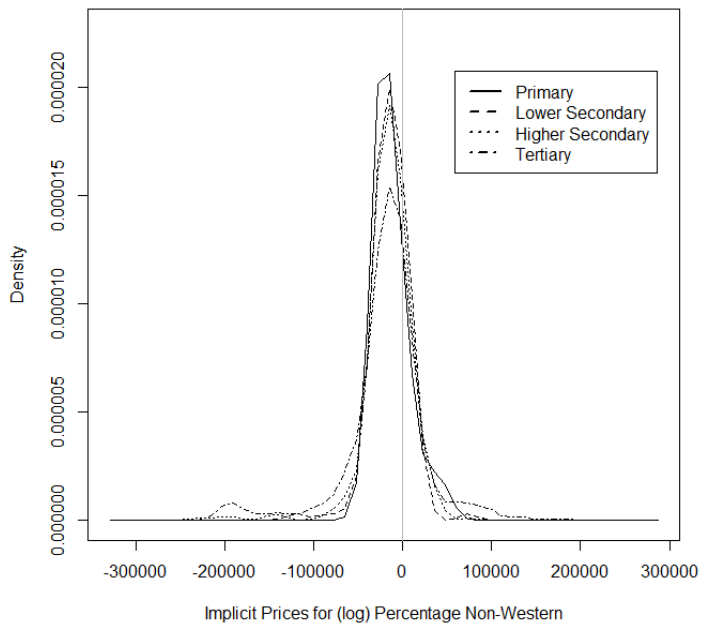 0.000020
0.000015
0.000010
0.000005
0.000000
Density
Primary
Lower Secondary
Higher Secondary
Tertiary
-300000 -200000 -100000 0 100000 200000 300000
Implicit Prices for (log) Percentage Non-Western